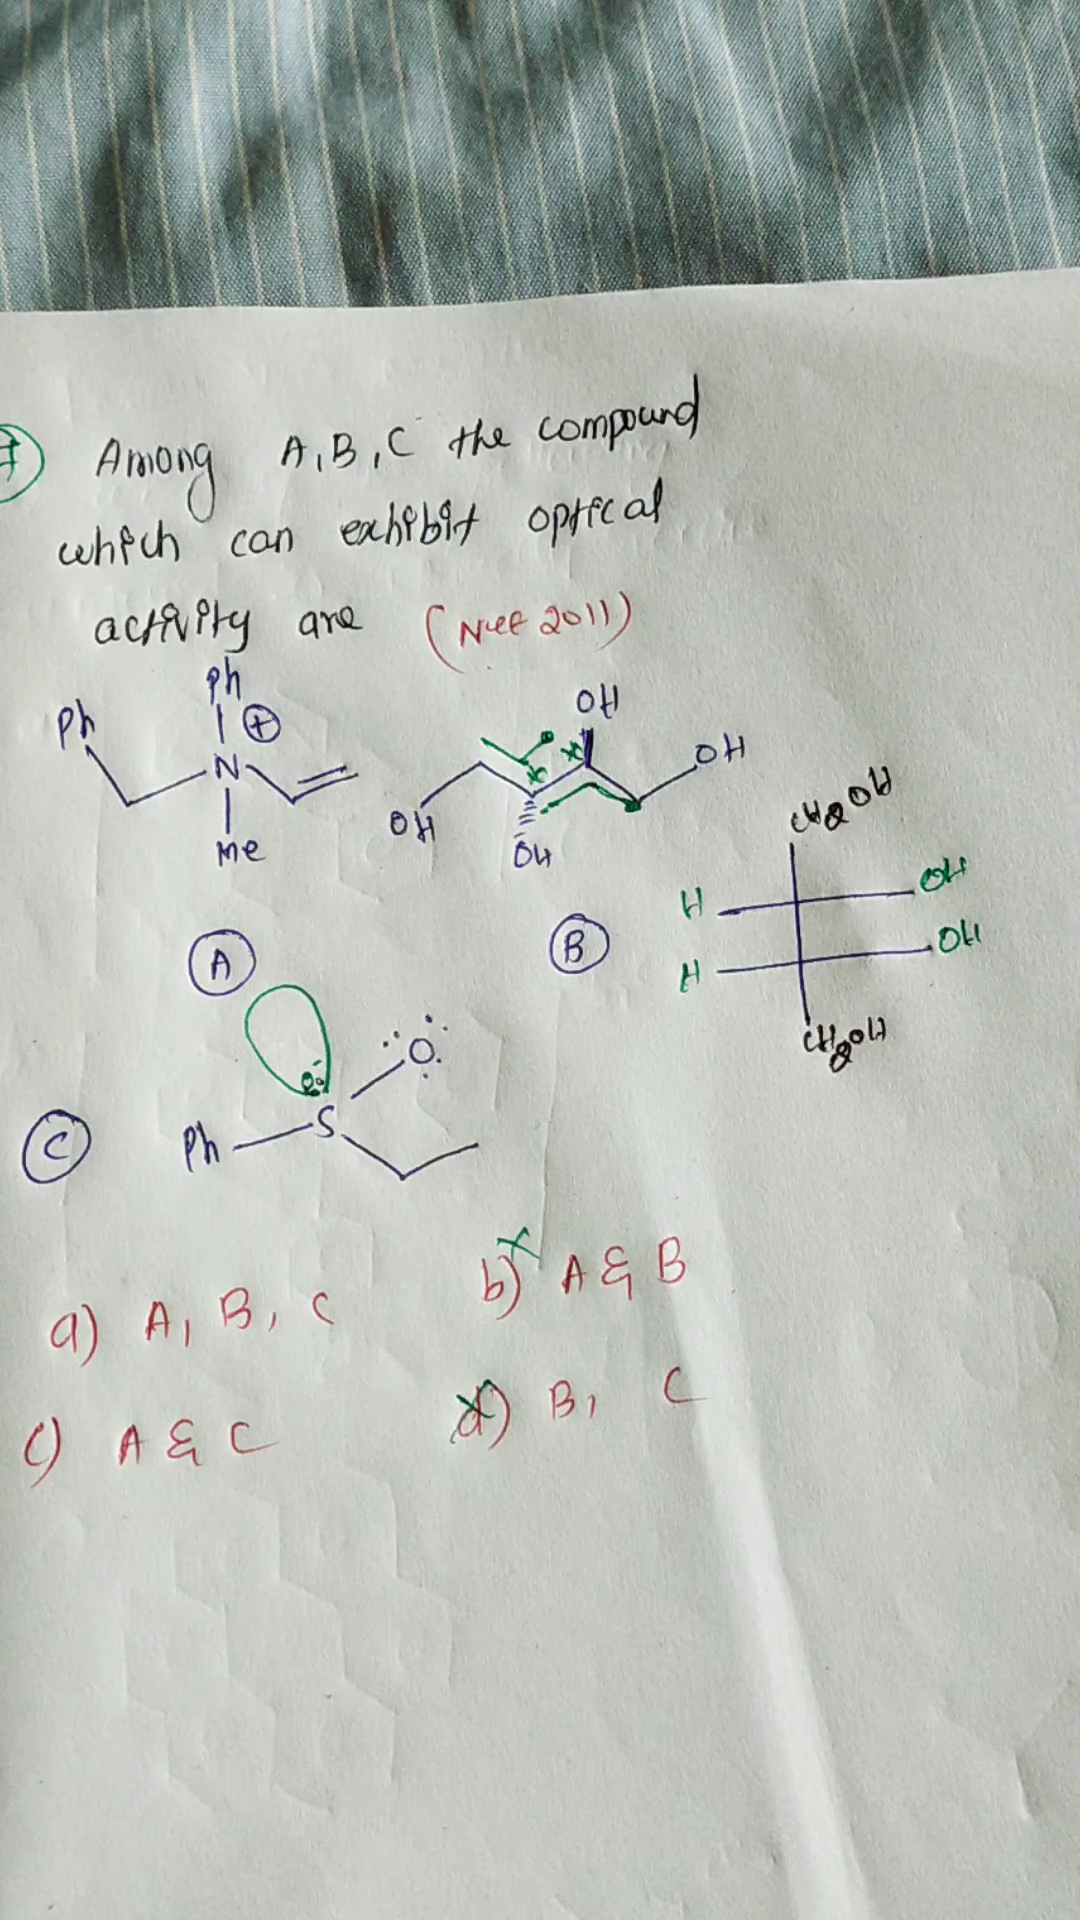 Among A, B, C the compound
which can exhibit optical
activity are (Neet 2011)
Ph
Ph
⊕
N
Me
OH
OH
OH
OH
* *
A
B
CH2OH
H OH
H OH
CH2OH
C
Ph S O
a) A, B, C
b) A & B
c) A & C
d) B, C